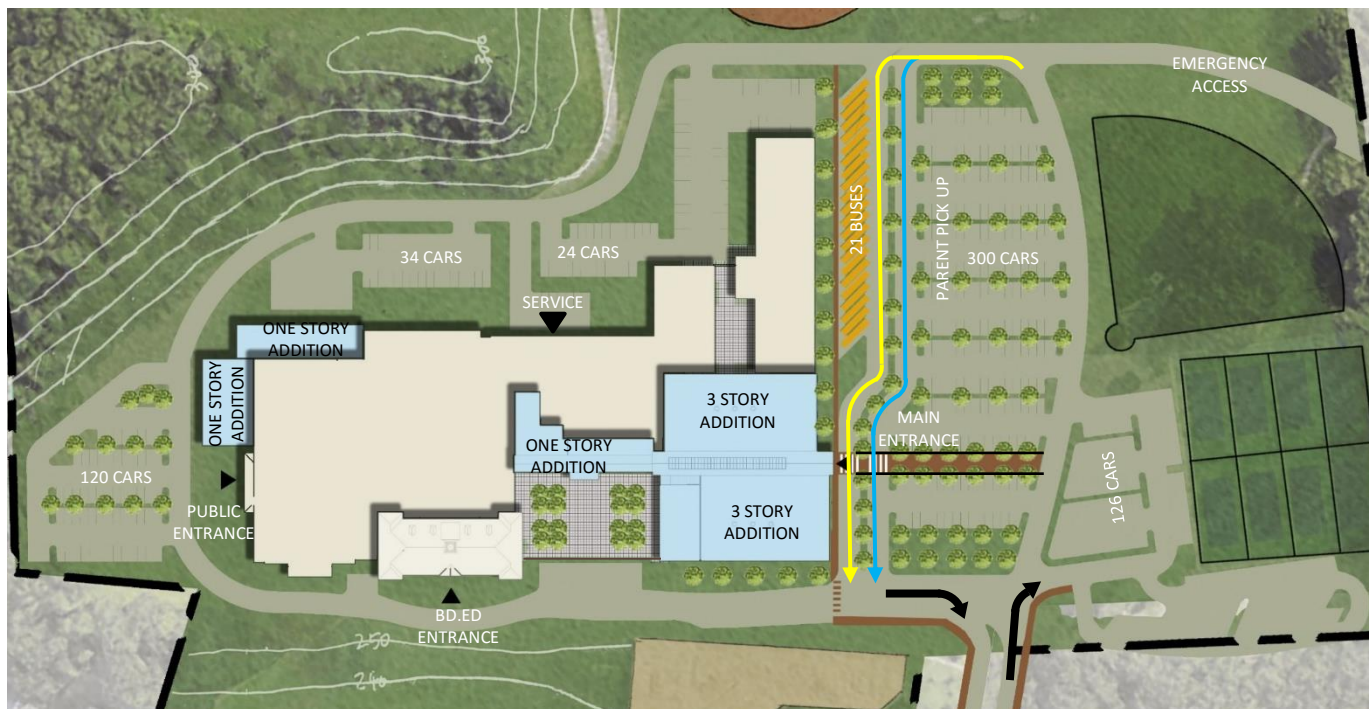 300
EMERGENCY
ACCESS
21 BUSES
PARENT PICK UP
34 CARS
24 CARS
300 CARS
SERVICE
ONE STORY
ADDITION
ONE STORY
ADDITION
3 STORY
ADDITION
MAIN
ENTRANCE
ONE STORY
ADDITION
120 CARS
126 CARS
PUBLIC
ENTRANCE
3 STORY
ADDITION
BD.ED
ENTRANCE
250
240